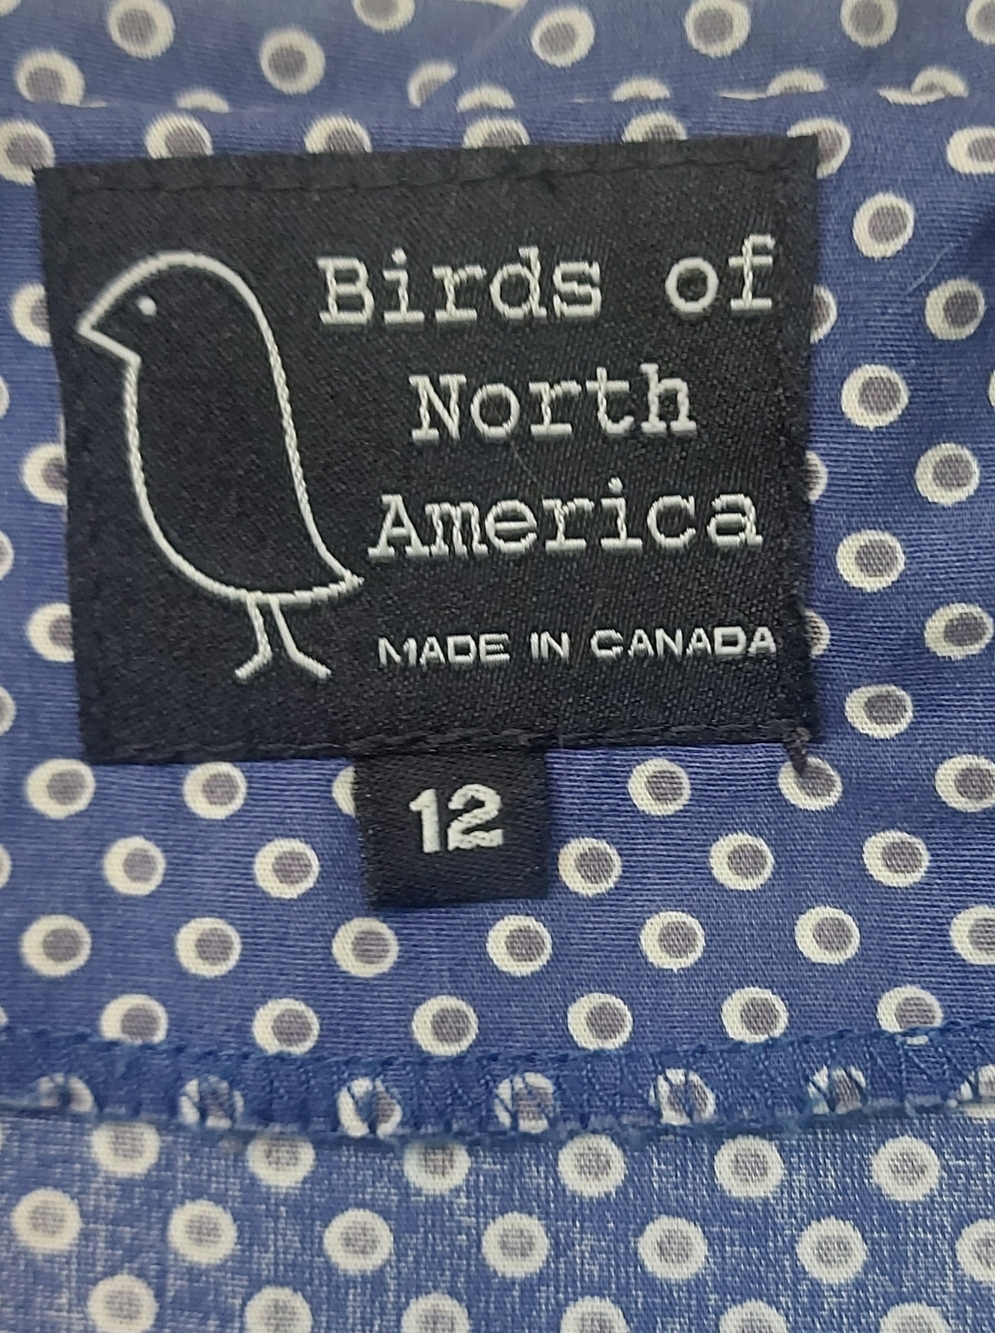 Birds of
North
America
MADE IN CANADA
12